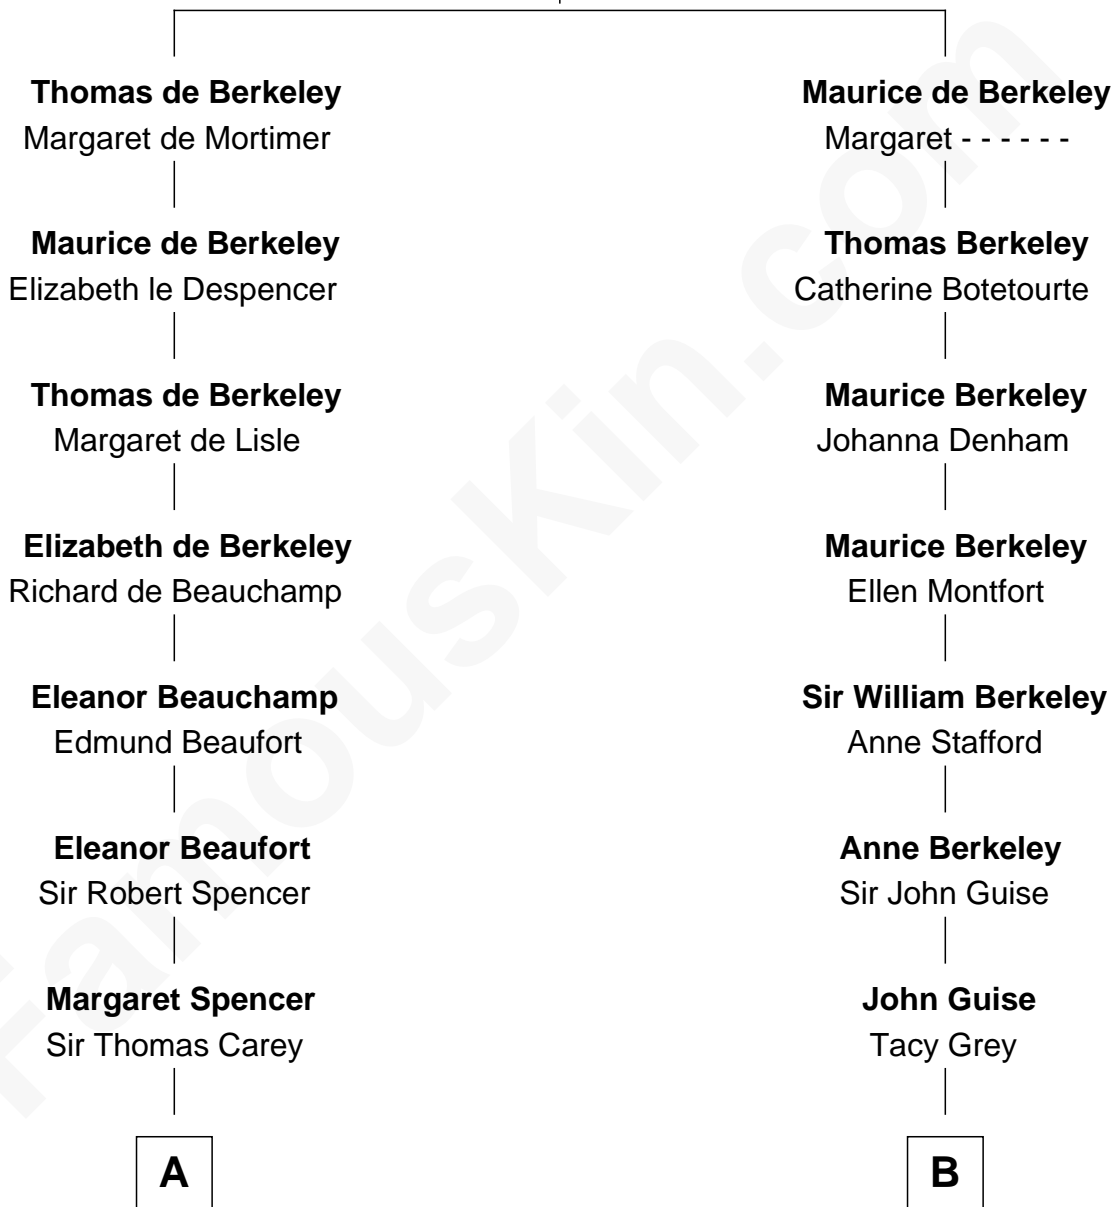 Thomas de Berkeley
Margaret de Mortimer
Maurice de Berkeley
Elizabeth le Despencer
Thomas de Berkeley
Margaret de Lisle
Elizabeth de Berkeley
Richard de Beauchamp
Eleanor Beauchamp
Edmund Beaufort
Eleanor Beaufort
Sir Robert Spencer
Margaret Spencer
Sir Thomas Carey
A
Maurice de Berkeley
Margaret - - - - - -
Thomas Berkeley
Catherine Botetourte
Maurice Berkeley
Johanna Denham
Maurice Berkeley
Ellen Montfort
Sir William Berkeley
Anne Stafford
Anne Berkeley
Sir John Guise
John Guise
Tacy Grey
B
FamousKin.com